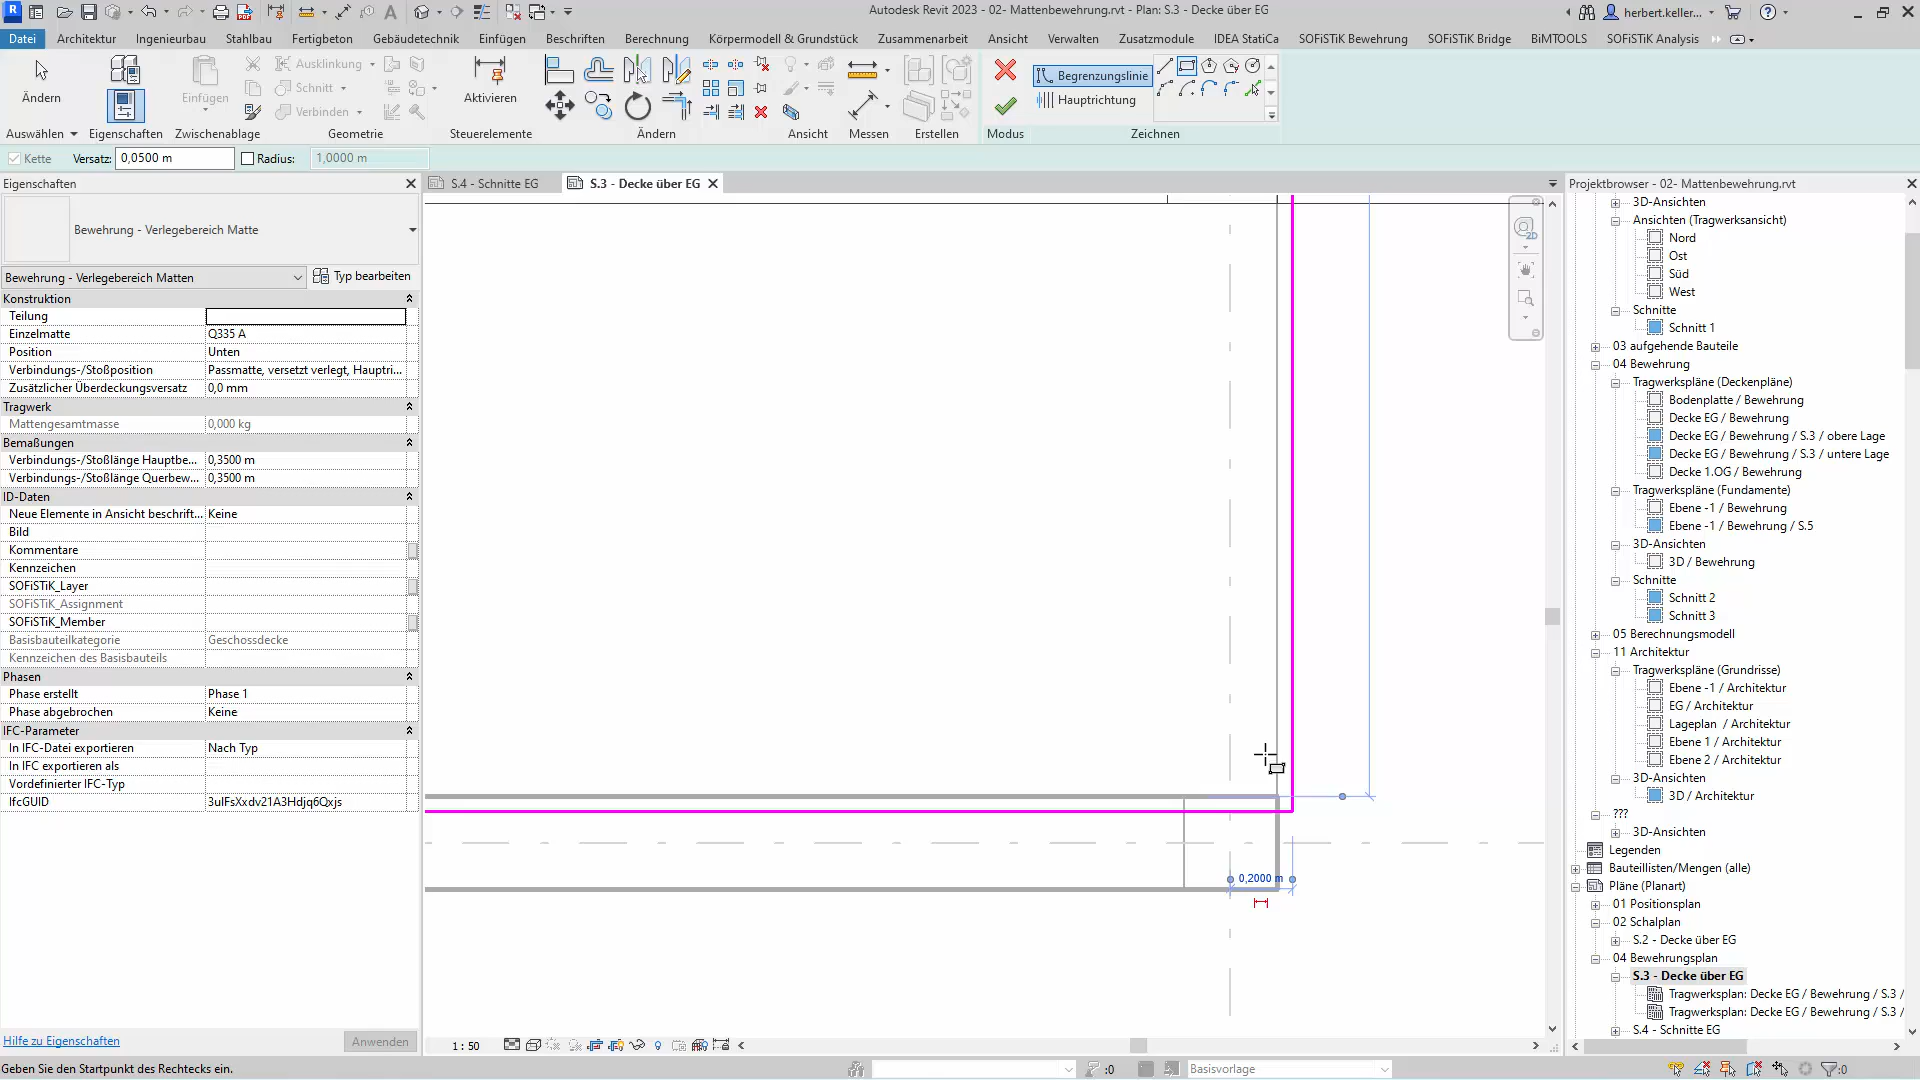 Autodesk Revit 2023 - 02- Mattenbewehrung.rvt - Plan: S.3 - Decke über EG
herbert.keller...
Datei Architektur Ingenieurbau Stahlbau Fertigbeton Gebäudetechnik Einfügen Beschriften Berechnung Körpermodell & Grundstück Zusammenarbeit Ansicht Verwalten Zusatzmodule IDEA StatiCa SOFiSTiK Bewehrung SOFiSTiK Bridge BiMTOOLS SOFiSTiK Analysis
Ausklinkung
Begrenzungslinie
Schnitt
Ändern Einfügen Aktivieren
Hauptrichtung
Verbinden
Auswählen Eigenschaften Zwischenablage Geometrie Steuerelemente Ändern Ansicht Messen Erstellen Modus Zeichnen
Kette Versatz: 0,0500 m Radius: 1,0000 m
Eigenschaften
S.4 - Schnitte EG
S.3 - Decke über EG
Projektbrowser - 02- Mattenbewehrung.rvt
Bewehrung - Verlegebereich Matte
Bewehrung - Verlegebereich Matten
Typ bearbeiten
Konstruktion
Teilung
Einzelmatte Q335 A
Position Unten
Verbindungs-/Stoßposition Passmatte, versetzt verlegt, Hauptri...
Zusätzlicher Überdeckungsversatz 0,0 mm
Tragwerk
Mattengesamtmasse 0,000 kg
Bemaßungen
Verbindungs-/Stoßlänge Hauptbe... 0,3500 m
Verbindungs-/Stoßlänge Querbew... 0,3500 m
ID-Daten
Neue Elemente in Ansicht beschrift... Keine
Bild
Kommentare
Kennzeichen
SOFiSTiK_Layer
SOFiSTiK_Assignment
SOFiSTiK_Member
Basisbauteilkategorie Geschossdecke
Kennzeichen des Basisbauteils
Phasen
Phase erstellt Phase 1
Phase abgebrochen Keine
IFC-Parameter
In IFC-Datei exportieren Nach Typ
In IFC exportieren als
Vordefinierter IFC-Typ
IfcGUID 3uIFsXxdv21A3Hdjq6Qxjs
Hilfe zu Eigenschaften
Anwenden
2D
0,2000 m
3D-Ansichten
Ansichten (Tragwerksansicht)
Nord
Ost
Süd
West
Schnitte
Schnitt 1
03 aufgehende Bauteile
04 Bewehrung
Tragwerkspläne (Deckenpläne)
Bodenplatte / Bewehrung
Decke EG / Bewehrung
Decke EG / Bewehrung / S.3 / obere Lage
Decke EG / Bewehrung / S.3 / untere Lage
Decke 1.OG / Bewehrung
Tragwerkspläne (Fundamente)
Ebene -1 / Bewehrung
Ebene -1 / Bewehrung / S.5
3D-Ansichten
3D / Bewehrung
Schnitte
Schnitt 2
Schnitt 3
05 Berechnungsmodell
11 Architektur
Tragwerkspläne (Grundrisse)
Ebene -1 / Architektur
EG / Architektur
Lageplan / Architektur
Ebene 1 / Architektur
Ebene 2 / Architektur
3D-Ansichten
3D / Architektur
???
3D-Ansichten
Legenden
Bauteillisten/Mengen (alle)
Pläne (Planart)
01 Positionsplan
02 Schalplan
S.2 - Decke über EG
04 Bewehrungsplan
S.3 - Decke über EG
Tragwerksplan: Decke EG / Bewehrung / S.3 /
Tragwerksplan: Decke EG / Bewehrung / S.3 /
S.4 - Schnitte EG
1 : 50
Geben Sie den Startpunkt des Rechtecks ein.
:0
Basisvorlage
:0